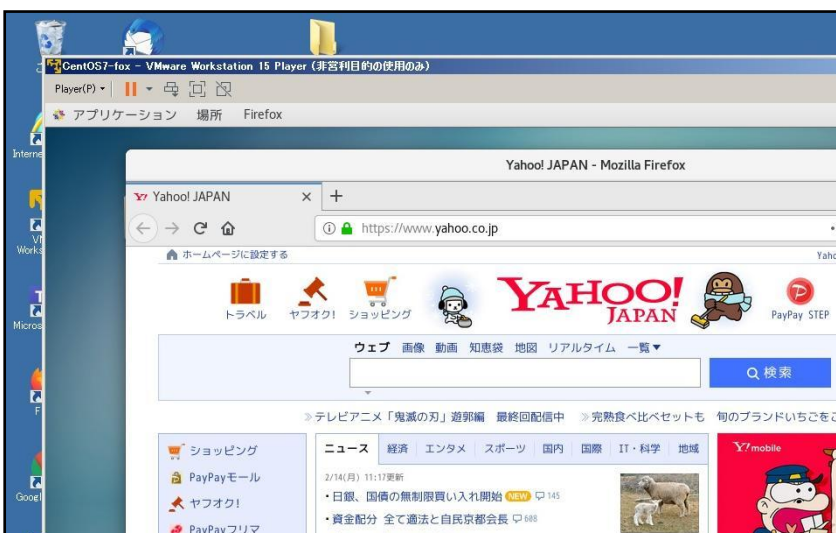 CentOS7-fox - VMware Workstation 15 Player (非営利目的の使用のみ)
Player(P)
アプリケーション 場所 Firefox
Interne
Yahoo! JAPAN - Mozilla Firefox
Yahoo! JAPAN
https://www.yahoo.co.jp
Works
ホームページに設定する
トラベル ヤフオク! ショッピング YAHOO! JAPAN PayPay STEP
Micros
ウェブ 画像 動画 知恵袋 地図 リアルタイム 一覧▼
検索
テレビアニメ「鬼滅の刃」遊郭編 最終回配信中 完熟食べ比べセットも 旬のブランドいちごをご
ショッピング
PayPayモール
ヤフオク!
PayPayフリマ
ニュース 経済 エンタメ スポーツ 国内 国際 IT・科学 地域
2/14(月) 11:17更新
・日銀、国債の無制限買い入れ開始 NEW 145
・資金配分 全て適法と自民京都会長 608
Y!mobile
Googl